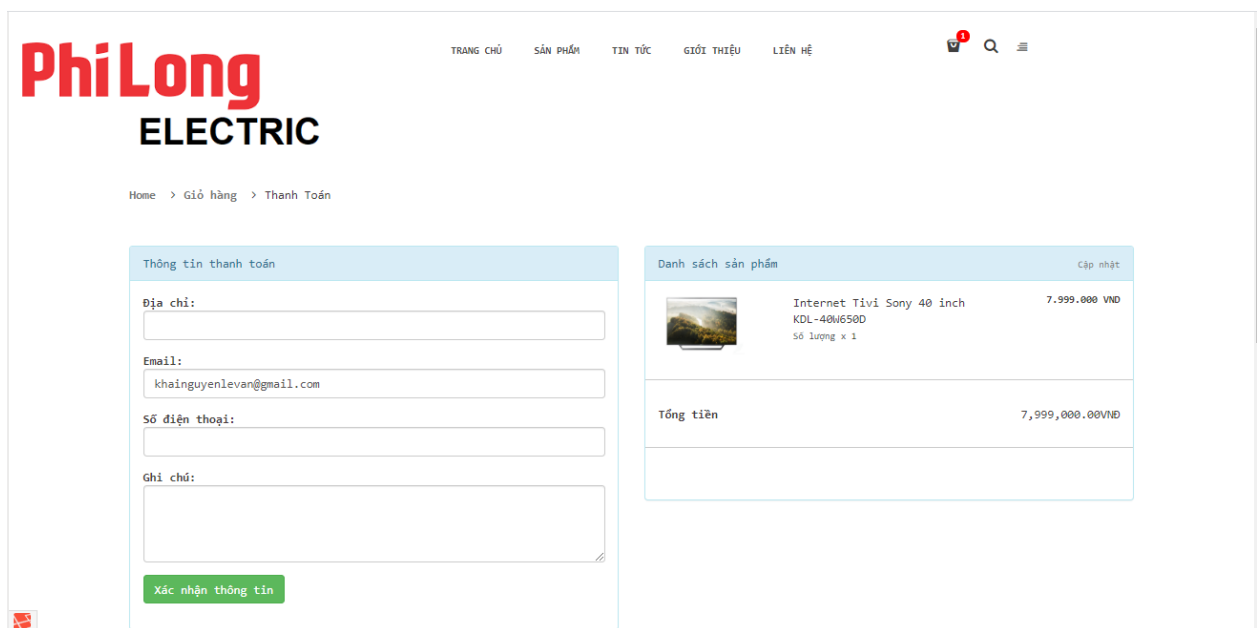 PhiLong
ELECTRIC
TRANG CHỦ SẢN PHẨM TIN TỨC GIỚI THIỆU LIÊN HỆ
1
Home > Giỏ hàng > Thanh Toán
Thông tin thanh toán
Địa chỉ:
Email:
khainguyenlevan@gmail.com
Số điện thoại:
Ghi chú:
Xác nhận thông tin
Danh sách sản phẩm Cập nhật
Internet Tivi Sony 40 inch 7.999.000 VND
KDL-40W650D
Số lượng x 1
Tổng tiền 7,999,000.00VNĐ